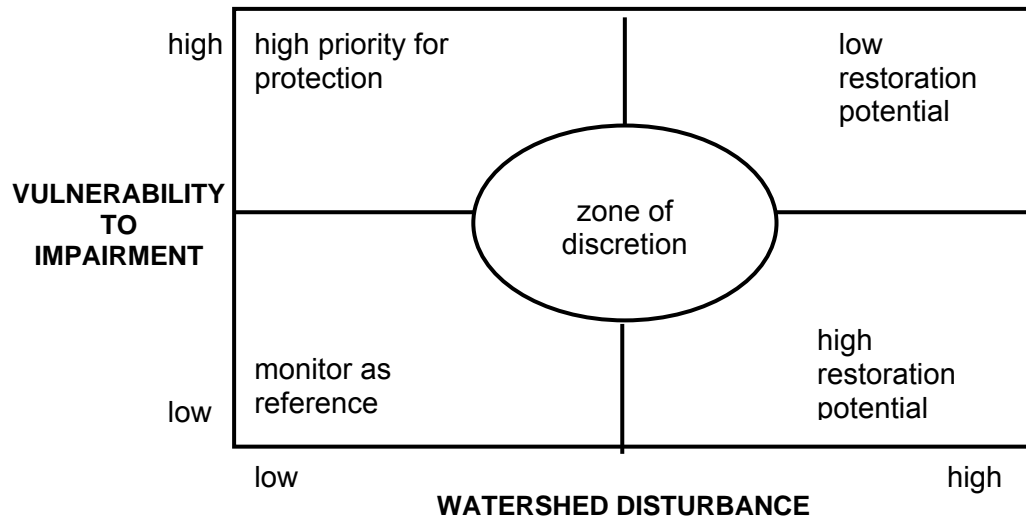 high
high priority for
protection
low
restoration
potential
VULNERABILITY
TO
IMPAIRMENT
zone of
discretion
monitor as
reference
high
restoration
potential
low
low
high
WATERSHED DISTURBANCE